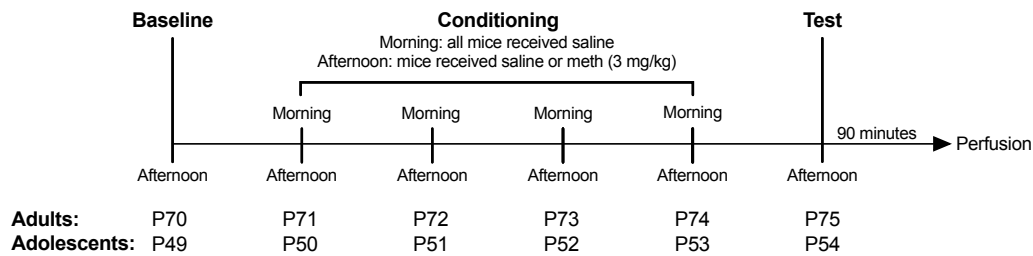 Baseline Conditioning Test
Morning: all mice received saline
Afternoon: mice received saline or meth (3 mg/kg)
Morning Morning Morning Morning
90 minutes
Perfusion
Afternoon Afternoon Afternoon Afternoon Afternoon Afternoon
Adults: P70 P71 P72 P73 P74 P75
Adolescents: P49 P50 P51 P52 P53 P54